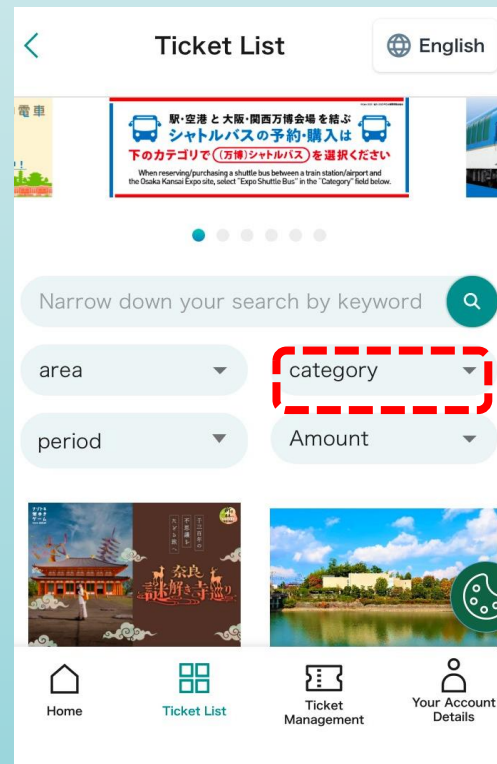 Ticket List
English
電車
駅・空港 と 大阪・関西万博会場 を結ぶ
シャトルバスの予約・購入は
下のカテゴリで((万博)シャトルバス)を選択ください
When reserving/purchasing a shuttle bus between a train station/airport and
the Osaka Kansai Expo site, select "Expo Shuttle Bus" in the "Category" field below.
Narrow down your search by keyword
area
category
period
Amount
奈良
謎解き寺巡り
Home
Ticket List
Ticket
Management
Your Account
Details